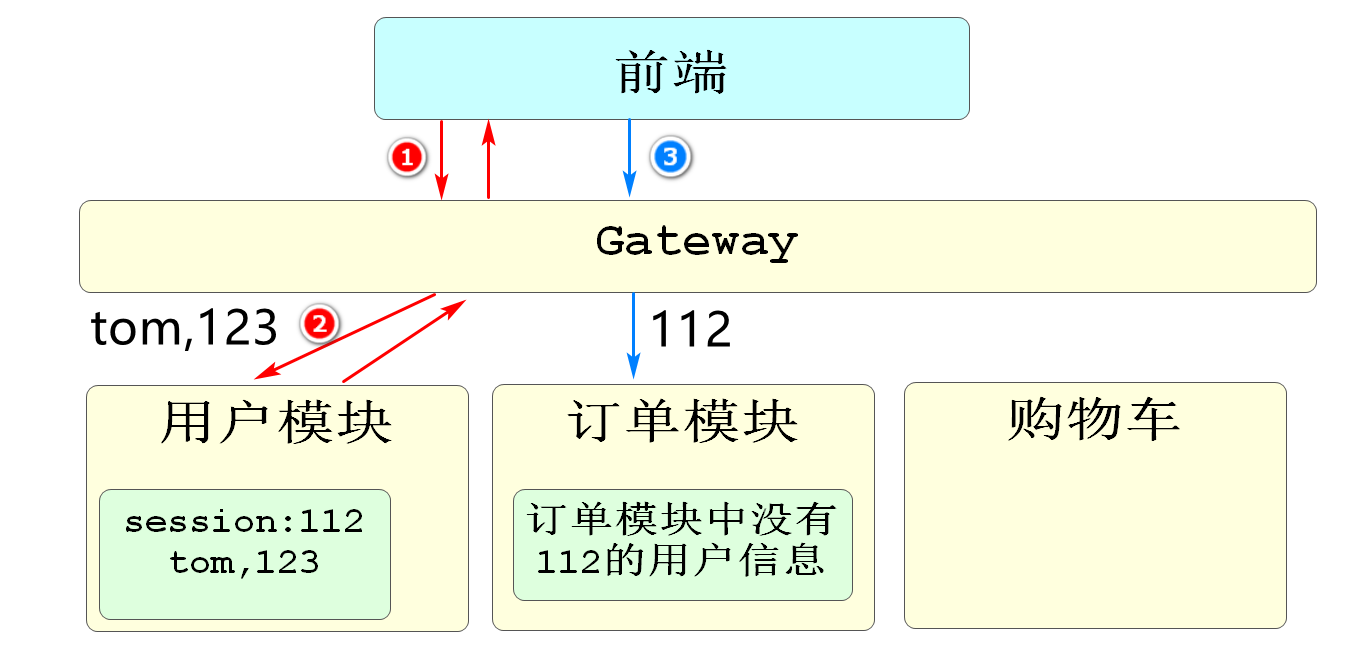 前端
1
3
Gateway
tom,123
2
112
用户模块
订单模块
购物车
session:112
tom,123
订单模块中没有
112的用户信息